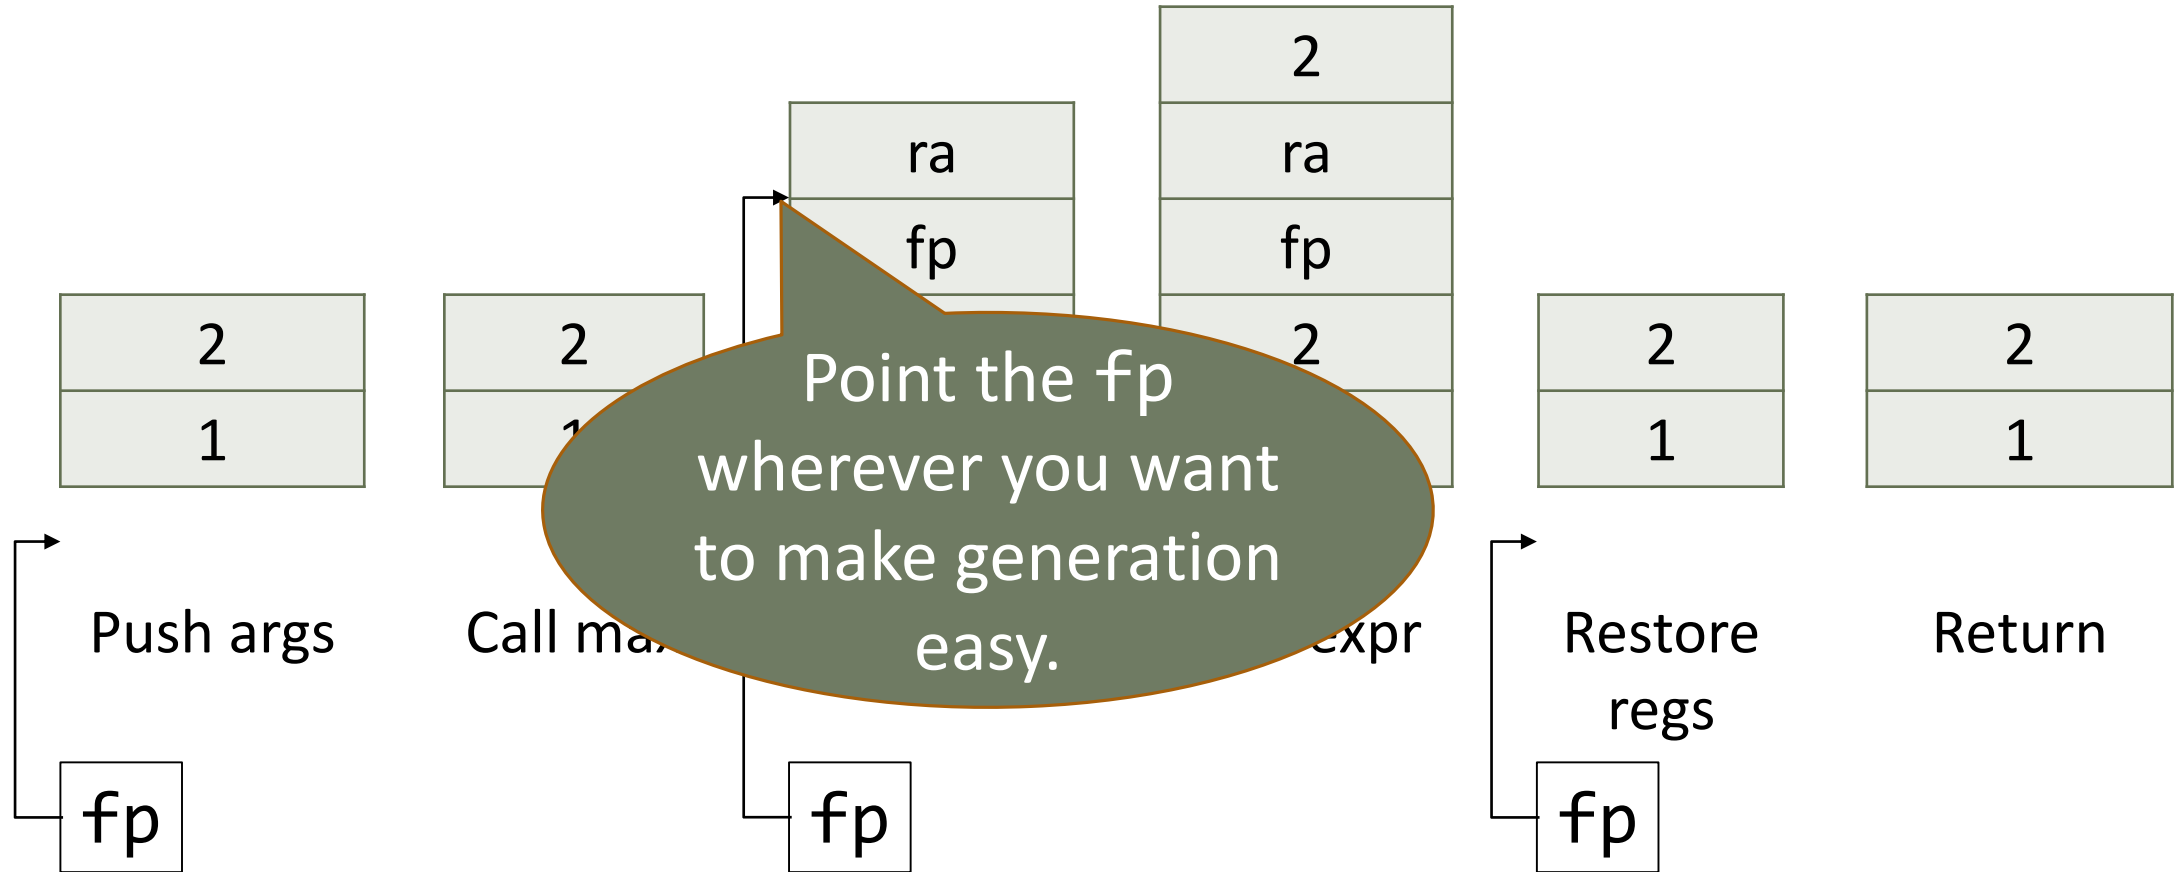 2
ra
ra
fp
fp
2
2
2
2
2
1
1
1
1
Point the fp
wherever you want
to make generation
easy.
Push args
Call
expr
Restore
regs
Return
fp
fp
fp